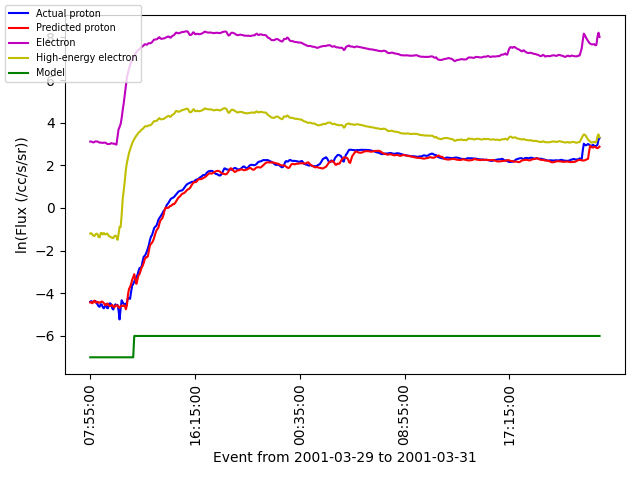 Actual proton
Predicted proton
Electron
High-energy electron
Model
ln(Flux (/cc/s/sr))
6
4
2
0
−2
−4
−6
07:55:00
16:15:00
00:35:00
08:55:00
17:15:00
Event from 2001-03-29 to 2001-03-31